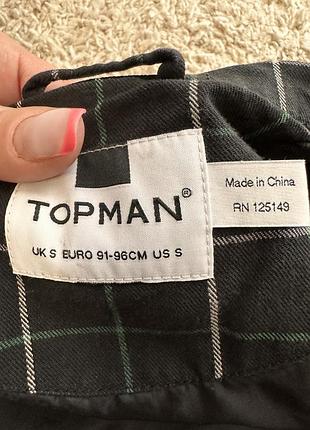 TOPMAN®
UK S EURO 91-96CM US S
Made in China
RN 125149